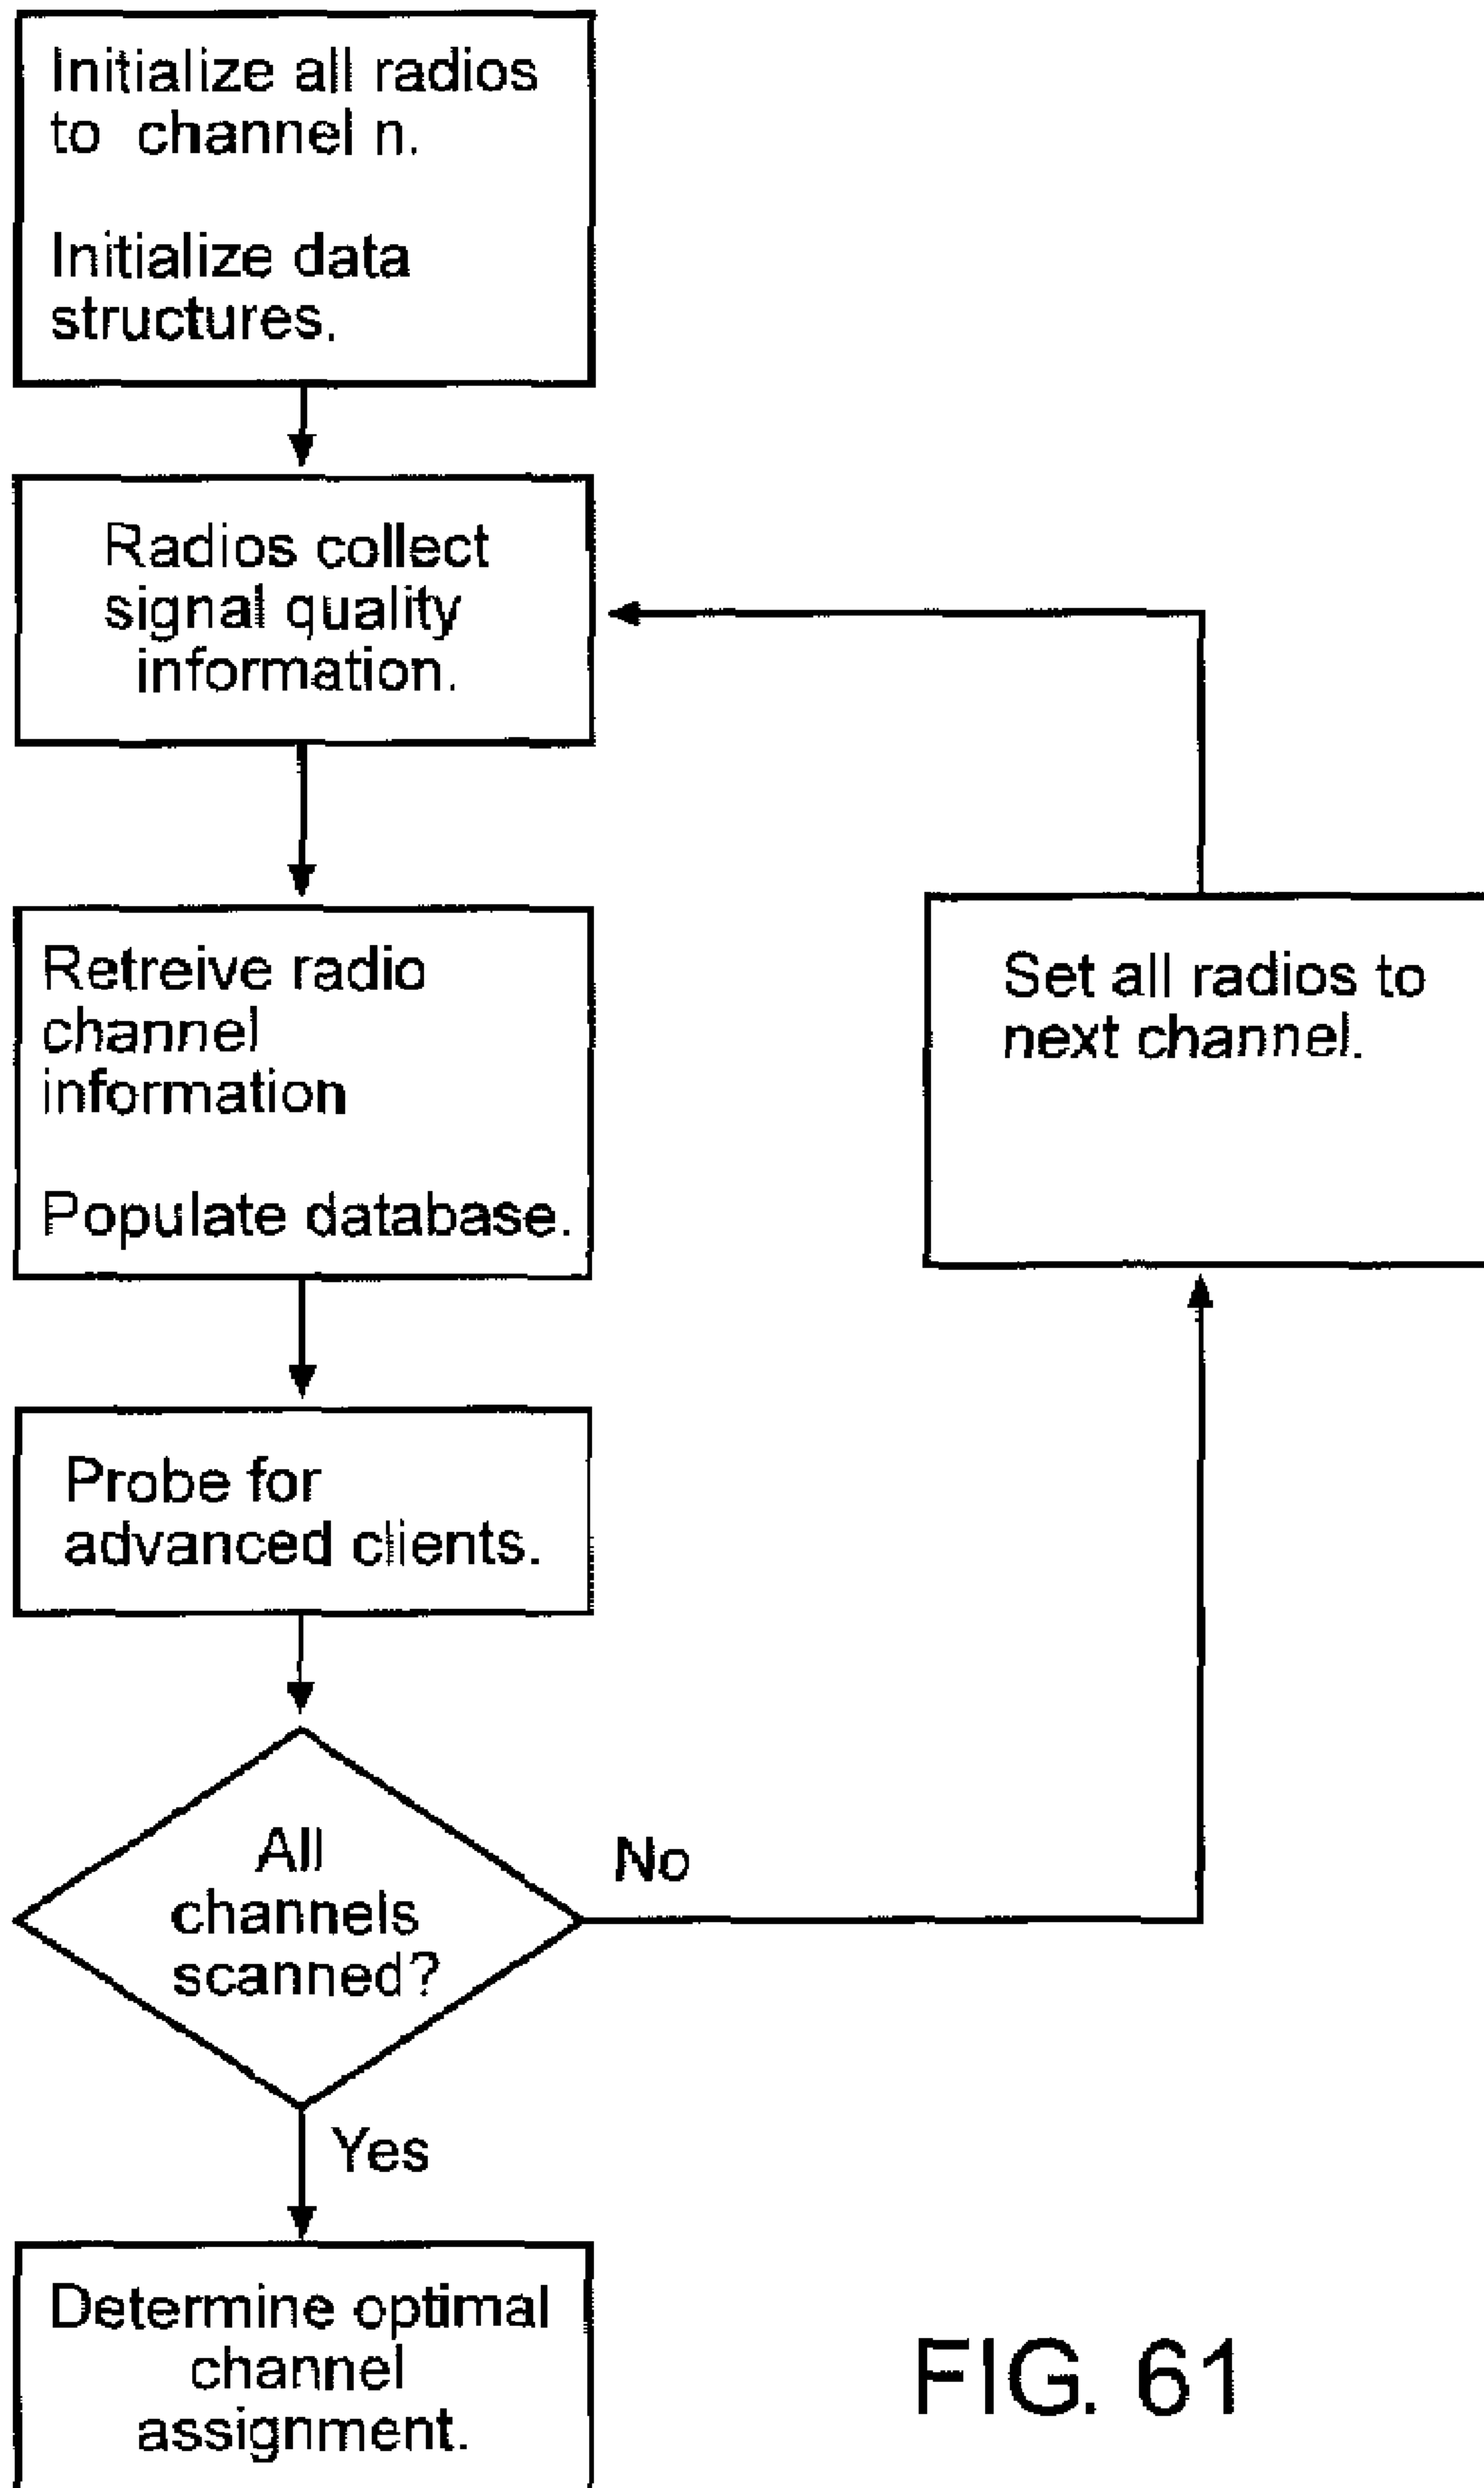 Initialize all radios
to channel n.
Initialize data
structures.
Radios collect
signal quality
information.
Retreive radio
channel
information
Populate database.
Set all radios to
next channel.
Probe for
advanced clients.
All
channels
scanned?
No
Yes
Determine optimal
channel
assignment.
FIG. 61